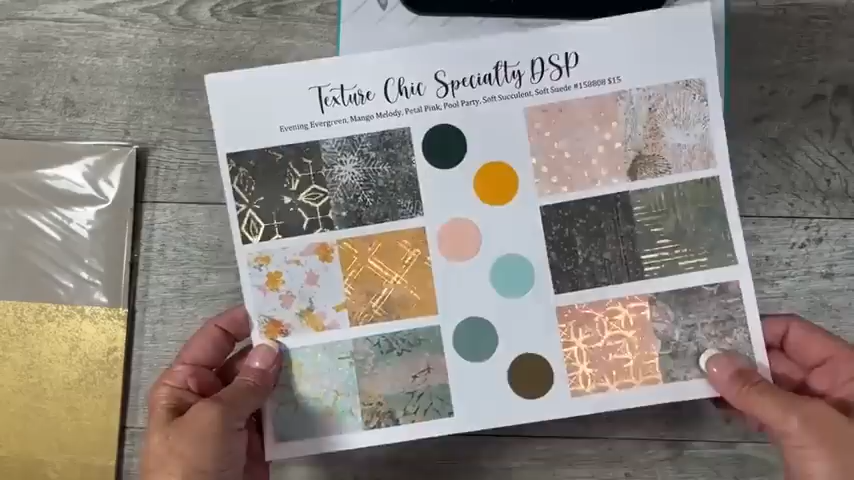 Texture Chic Specialty DSP
Evening Evergreen, Mango Melody, Petal Pink, Pool Party, Soft Succulent, Soft Suede #158808 $15